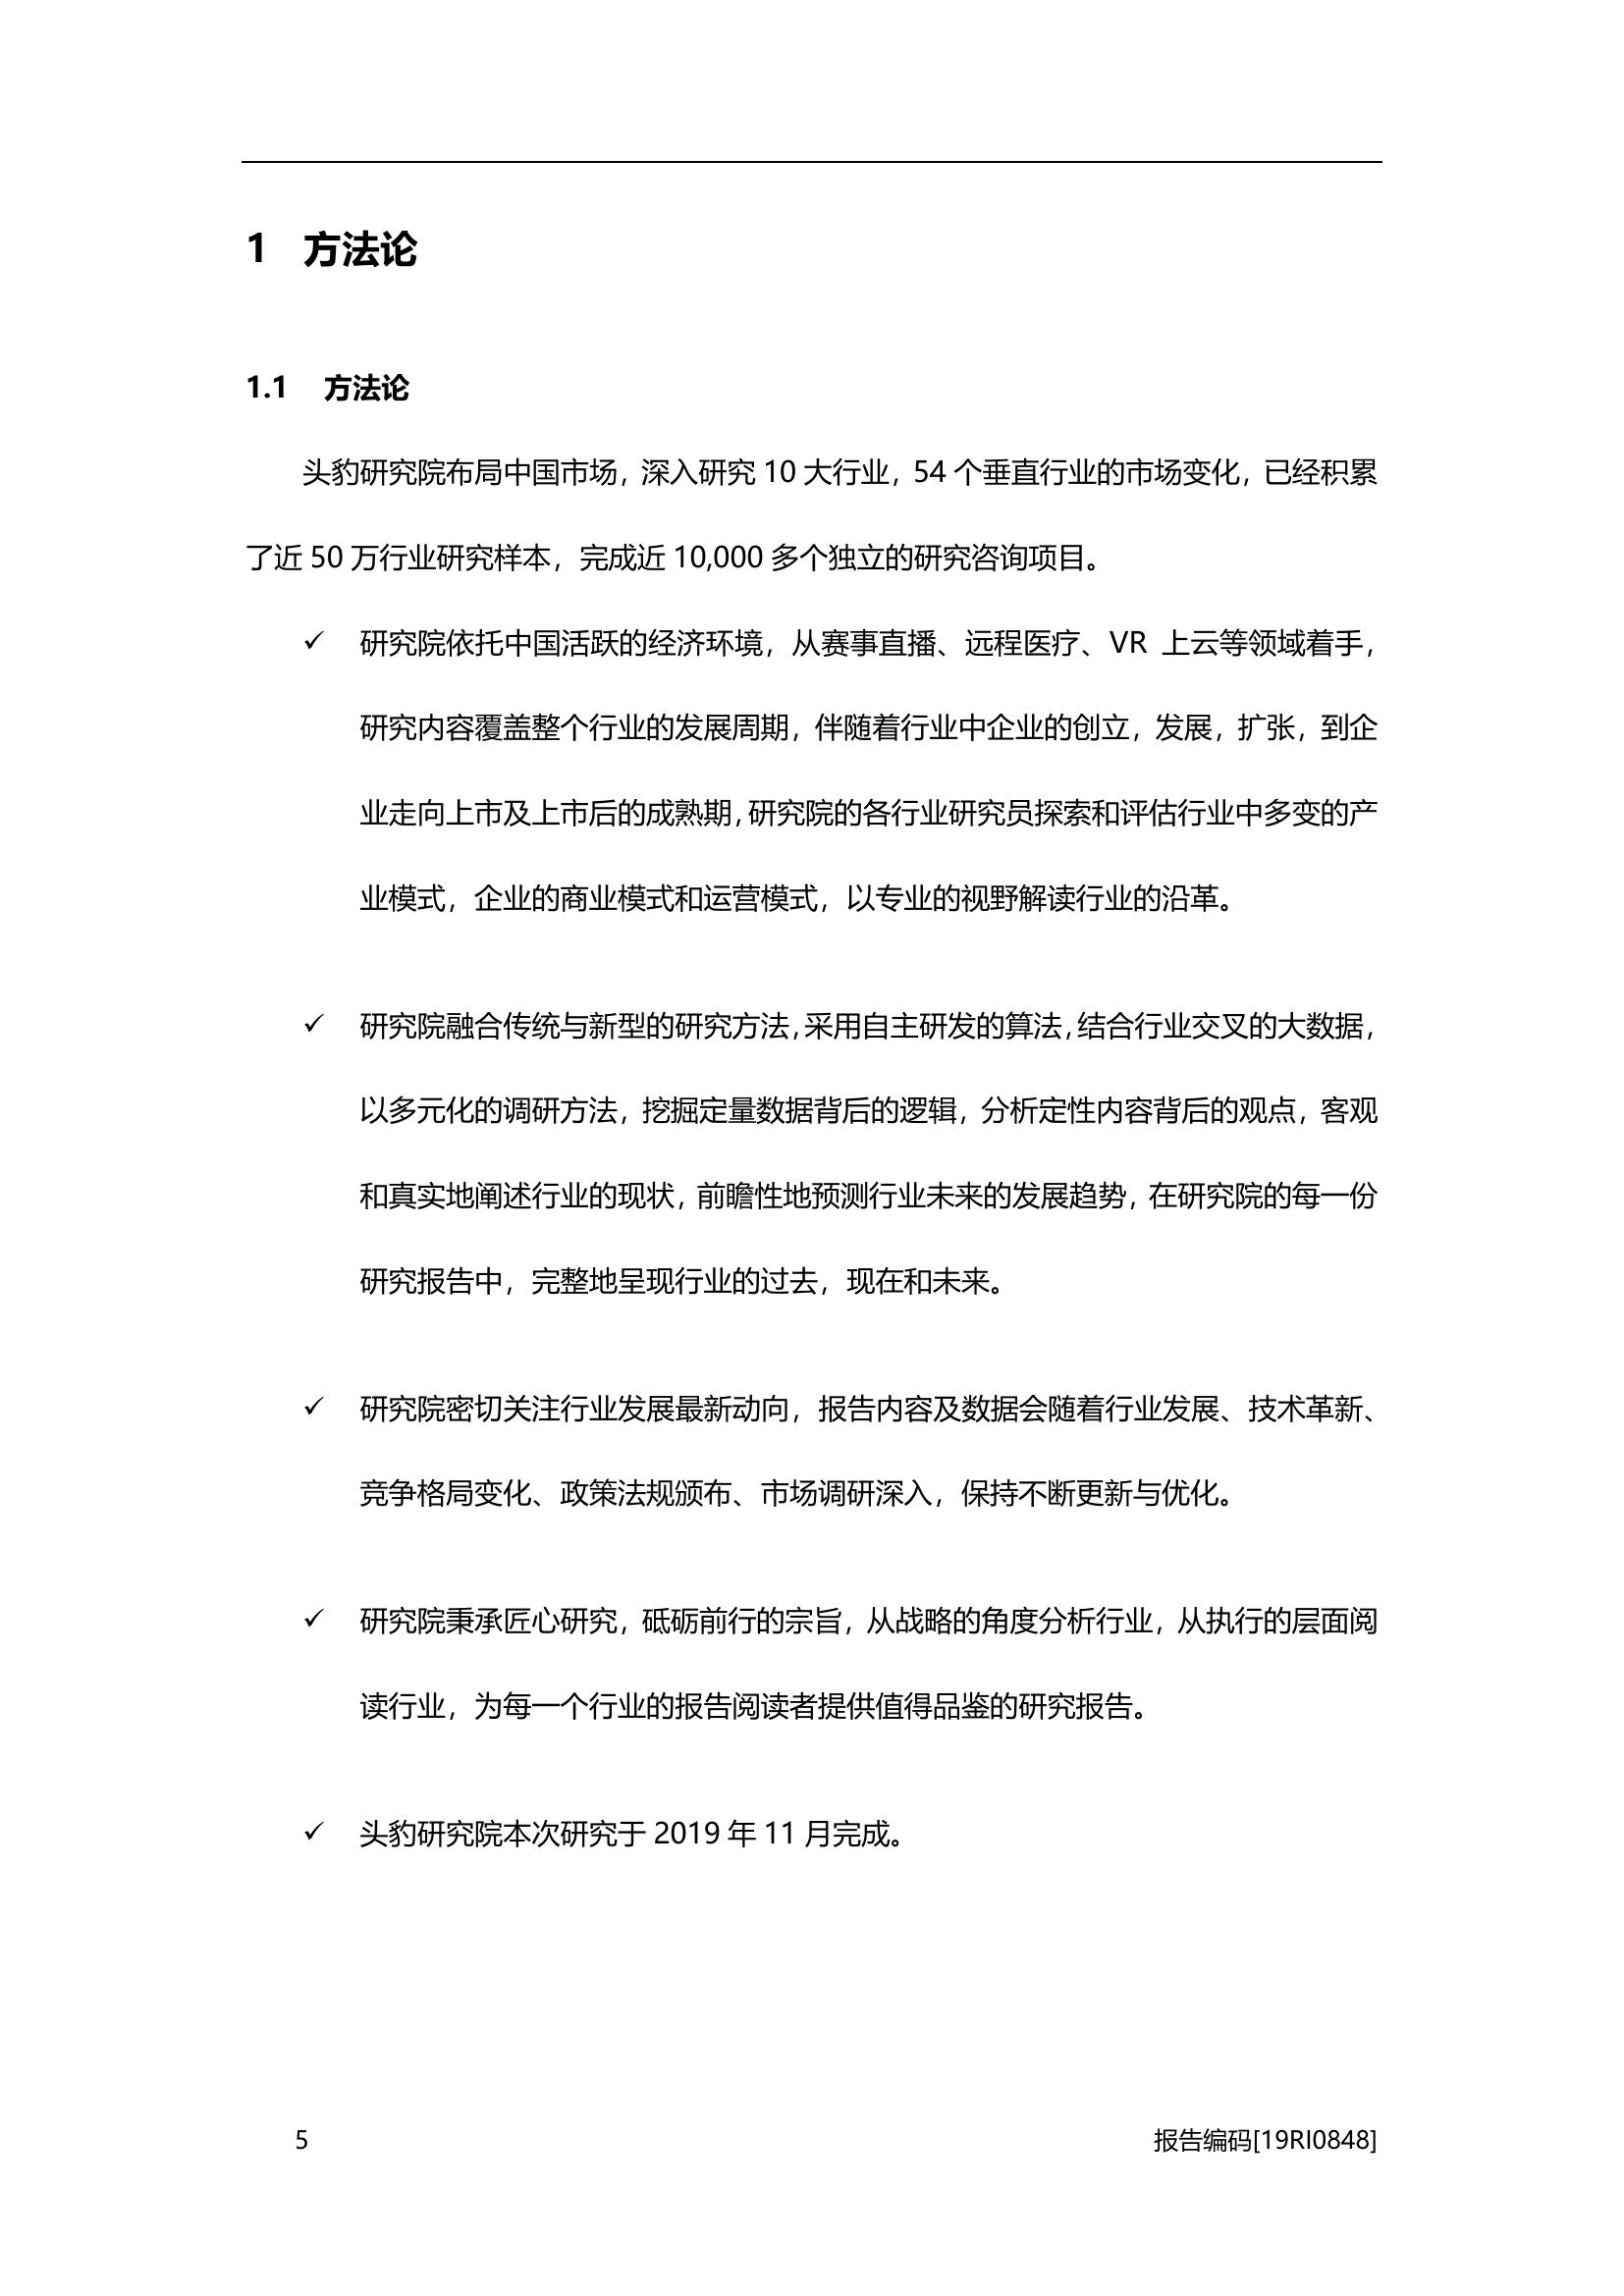 1 方法论
1.1 方法论
头豹研究院布局中国市场，深入研究 10 大行业，54 个垂直行业的市场变化，已经积累
了近 50 万行业研究样本，完成近 10,000 多个独立的研究咨询项目。
✓ 研究院依托中国活跃的经济环境，从赛事直播、远程医疗、VR 上云等领域着手，
研究内容覆盖整个行业的发展周期，伴随着行业中企业的创立，发展，扩张，到企
业走向上市及上市后的成熟期，研究院的各行业研究员探索和评估行业中多变的产
业模式，企业的商业模式和运营模式，以专业的视野解读行业的沿革。
✓ 研究院融合传统与新型的研究方法，采用自主研发的算法，结合行业交叉的大数据，
以多元化的调研方法，挖掘定量数据背后的逻辑，分析定性内容背后的观点，客观
和真实地阐述行业的现状，前瞻性地预测行业未来的发展趋势，在研究院的每一份
研究报告中，完整地呈现行业的过去，现在和未来。
✓ 研究院密切关注行业发展最新动向，报告内容及数据会随着行业发展、技术革新、
竞争格局变化、政策法规颁布、市场调研深入，保持不断更新与优化。
✓ 研究院秉承匠心研究，砥砺前行的宗旨，从战略的角度分析行业，从执行的层面阅
读行业，为每一个行业的报告阅读者提供值得品鉴的研究报告。
✓ 头豹研究院本次研究于 2019 年 11 月完成。
5 报告编码[19RI0848]